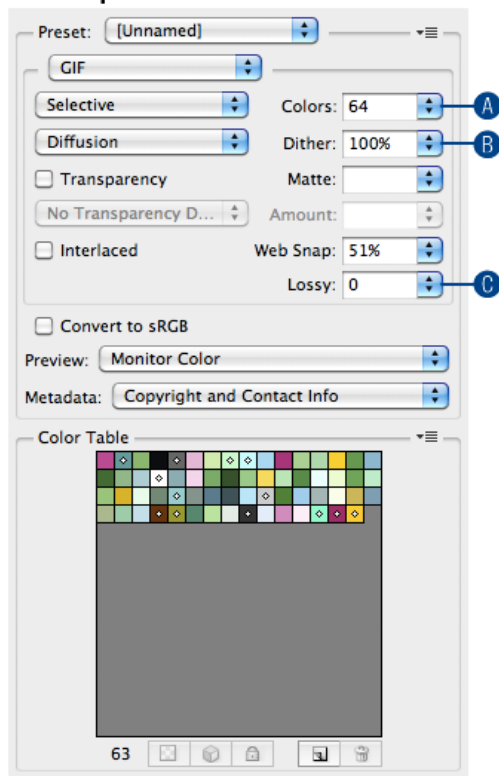 Preset: [Unnamed]
GIF
Selective Colors: 64 A
Diffusion Dither: 100% B
Transparency Matte:
No Transparency D... Amount:
Interlaced Web Snap: 51%
Lossy: 0 C
Convert to sRGB
Preview: Monitor Color
Metadata: Copyright and Contact Info
Color Table
63